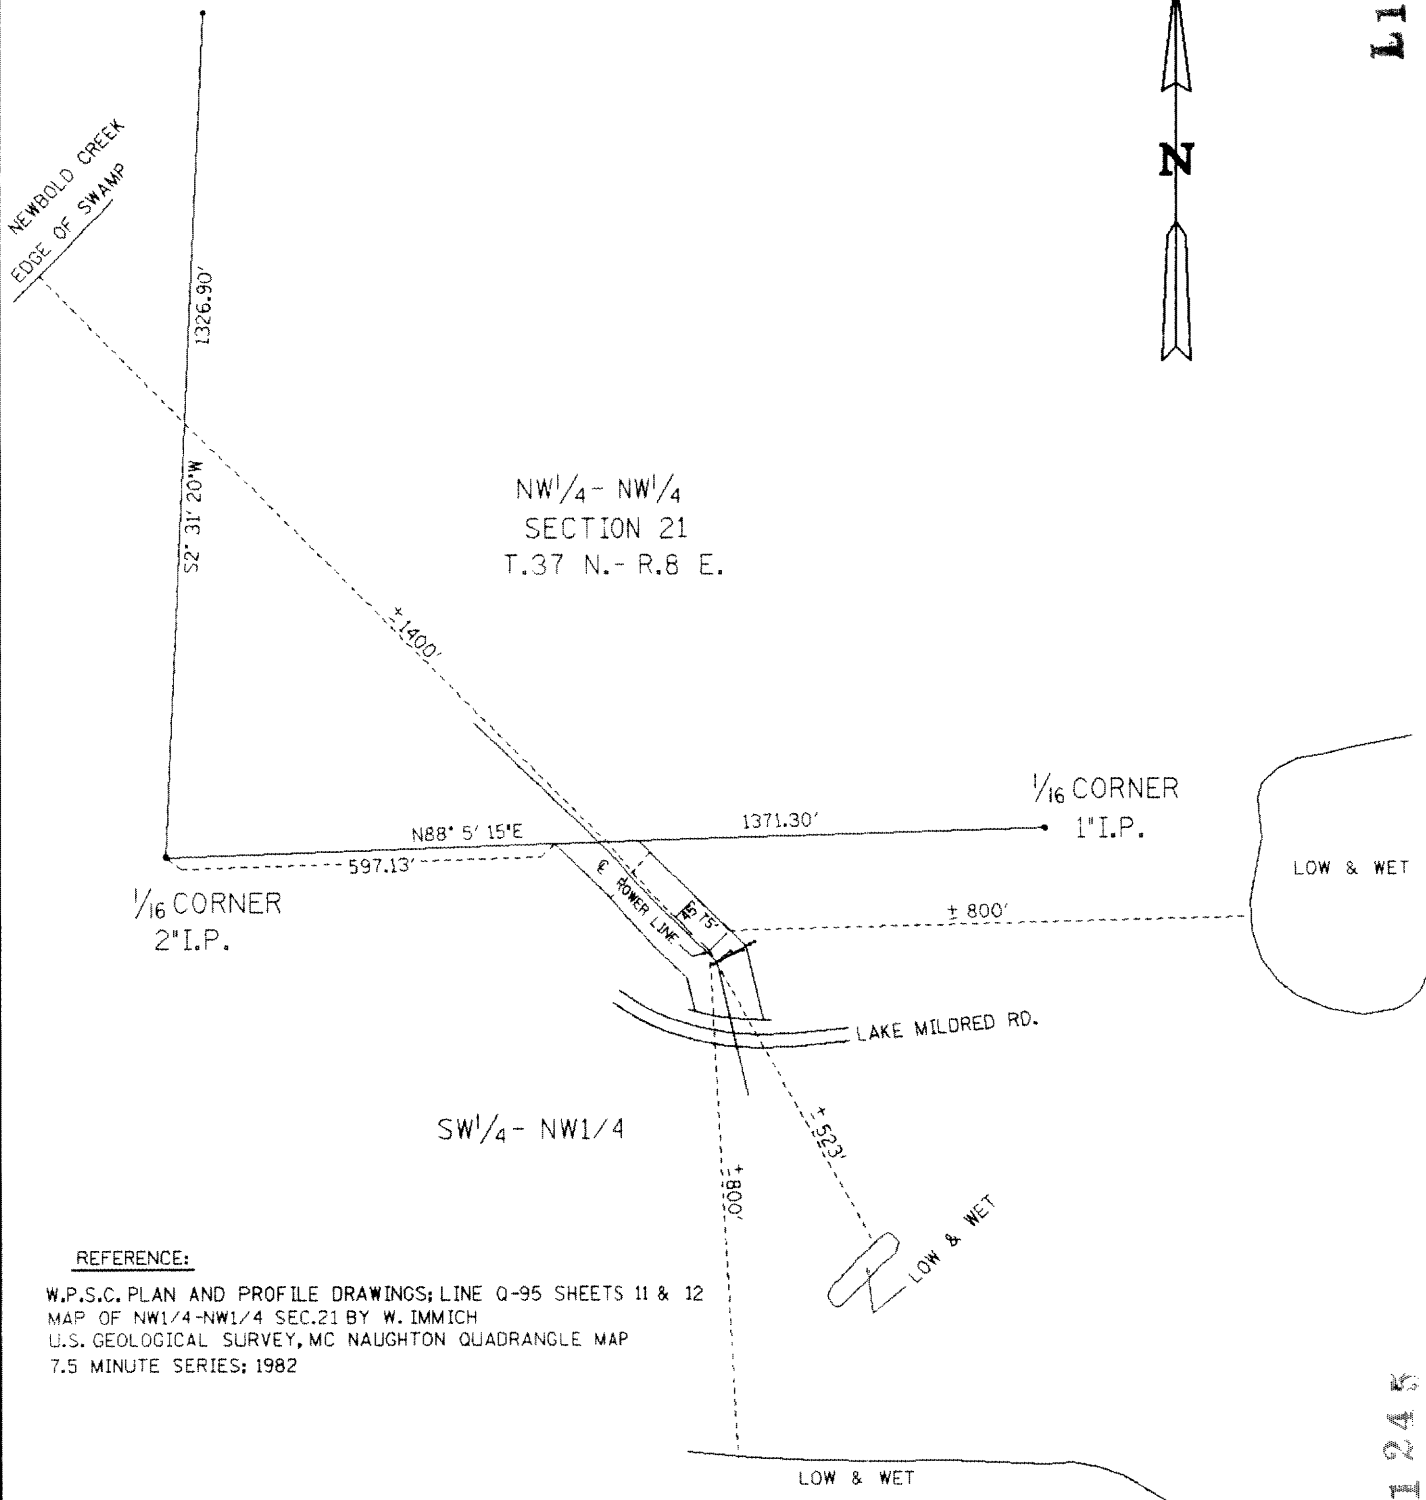 L1
N
NEWBOLD CREEK
EDGE OF SWAMP
1326.90'
S2° 31' 20"W
NW1/4- NW1/4
SECTION 21
T.37 N.- R.8 E.
±1400'
1/16 CORNER
1"I.P.
1371.30'
N88° 5' 15"E
597.13'
LOW & WET
1/16 CORNER
2"I.P.
℄ POWER LINE
45'
75'
± 800'
LAKE MILDRED RD.
SW1/4- NW1/4
± 523'
±800'
LOW & WET
REFERENCE:
W.P.S.C. PLAN AND PROFILE DRAWINGS; LINE Q-95 SHEETS 11 & 12
MAP OF NW1/4-NW1/4 SEC.21 BY W. IMMICH
U.S. GEOLOGICAL SURVEY, MC NAUGHTON QUADRANGLE MAP
7.5 MINUTE SERIES; 1982
LOW & WET
1245